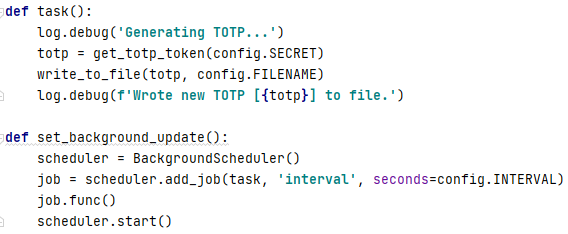 def task():
    log.debug('Generating TOTP...')
    totp = get_totp_token(config.SECRET)
    write_to_file(totp, config.FILENAME)
    log.debug(f'Wrote new TOTP [{totp}] to file.')

def set_background_update():
    scheduler = BackgroundScheduler()
    job = scheduler.add_job(task, 'interval', seconds=config.INTERVAL)
    job.func()
    scheduler.start()